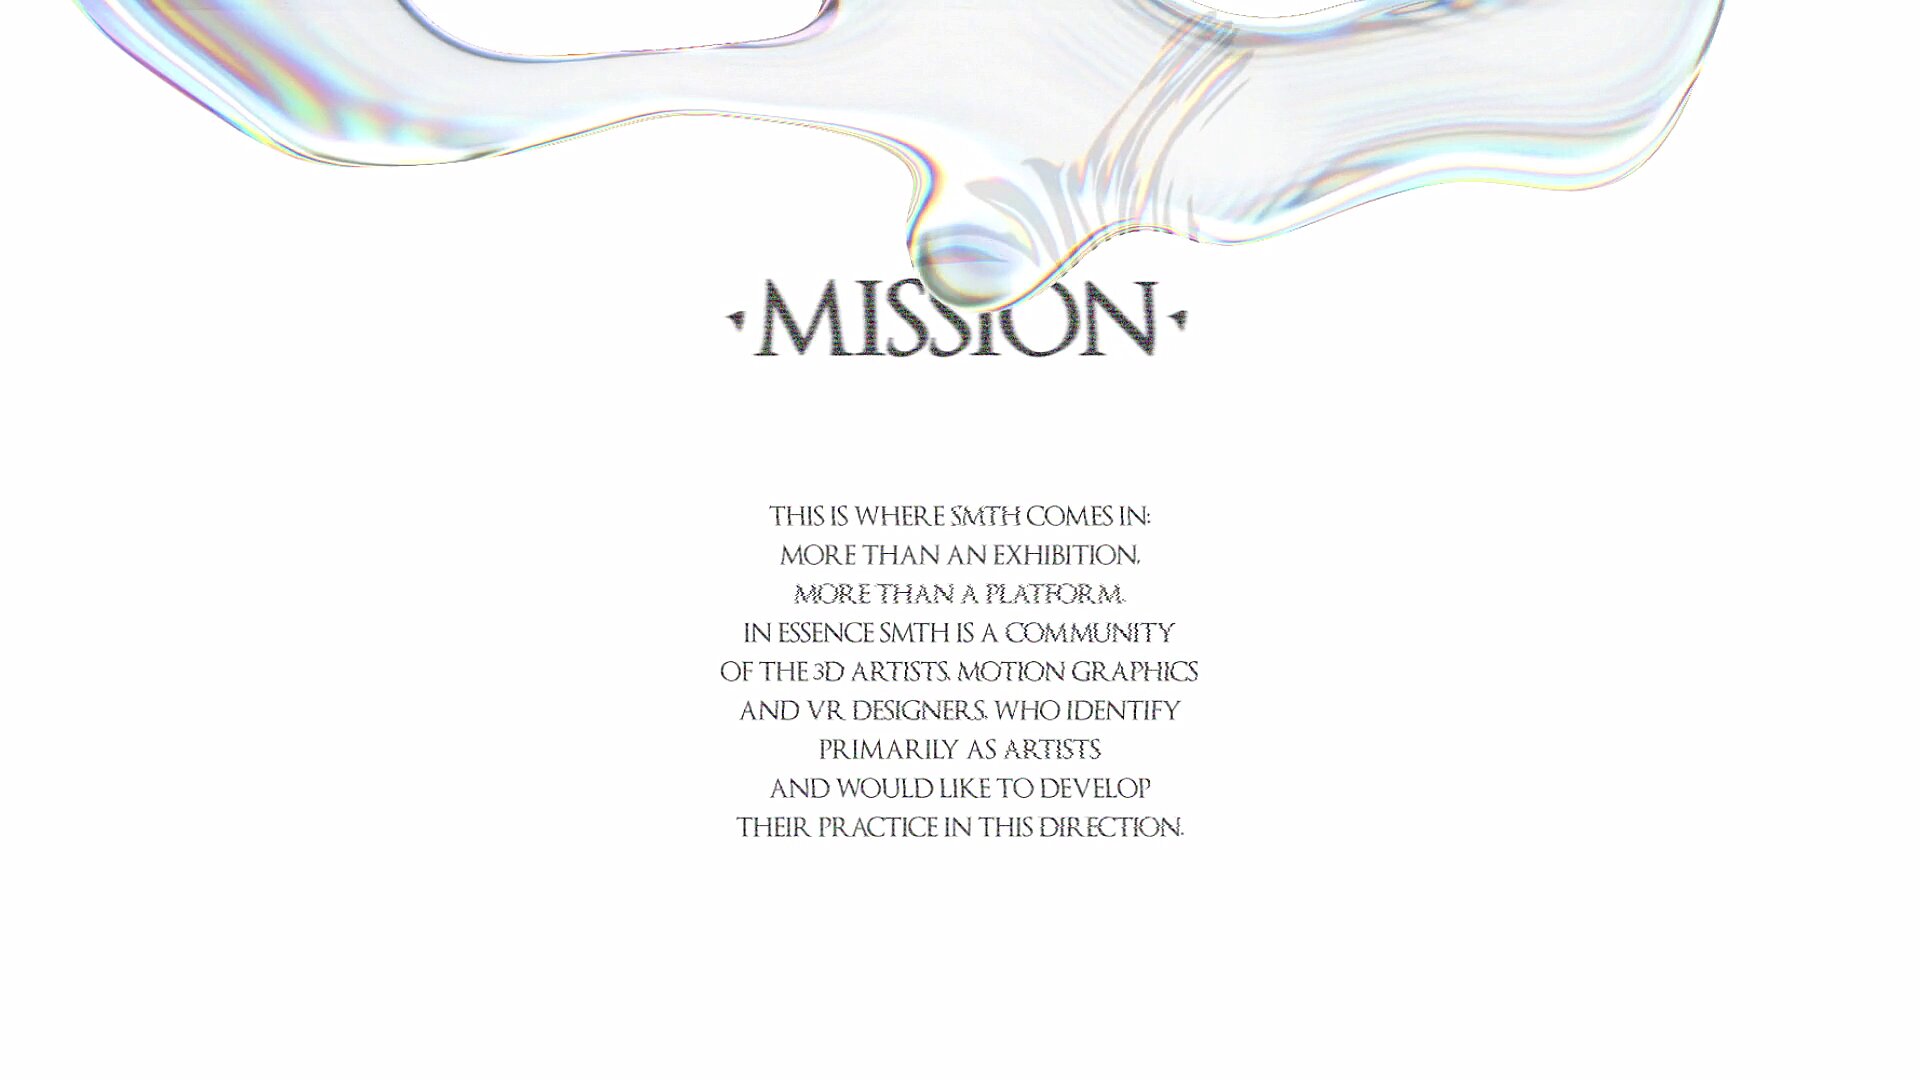 ·MISSION·
THIS IS WHERE SMTH COMES IN:
MORE THAN AN EXHIBITION,
MORE THAN A PLATFORM.
IN ESSENCE SMTH IS A COMMUNITY
OF THE 3D ARTISTS, MOTION GRAPHICS
AND VR DESIGNERS, WHO IDENTIFY
PRIMARILY AS ARTISTS
AND WOULD LIKE TO DEVELOP
THEIR PRACTICE IN THIS DIRECTION.